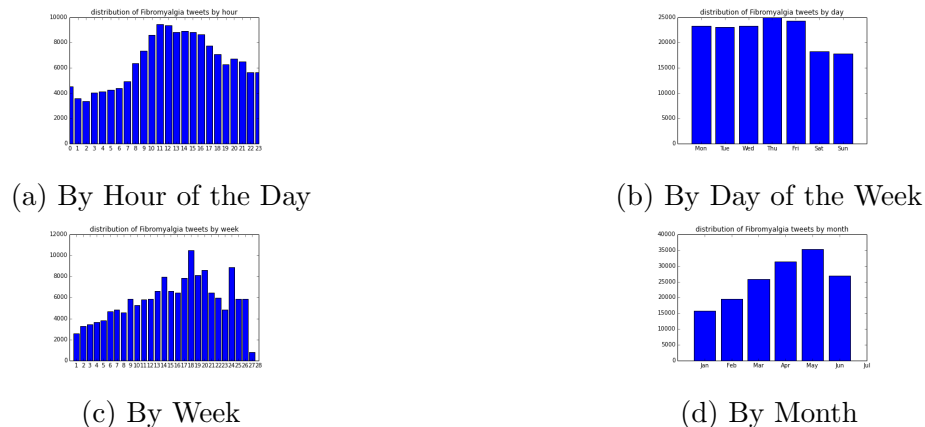 distribution of Fibromyalgia tweets by hour
10000
8000
6000
4000
2000
0
0 1 2 3 4 5 6 7 8 9 10 11 12 13 14 15 16 17 18 19 20 21 22 23
(a) By Hour of the Day
distribution of Fibromyalgia tweets by day
25000
20000
15000
10000
5000
0
Mon Tue Wed Thu Fri Sat Sun
(b) By Day of the Week
distribution of Fibromyalgia tweets by week
12000
10000
8000
6000
4000
2000
0
1 2 3 4 5 6 7 8 9 10 11 12 13 14 15 16 17 18 19 20 21 22 23 24 25 26 27 28
(c) By Week
distribution of Fibromyalgia tweets by month
40000
35000
30000
25000
20000
15000
10000
5000
0
Jan Feb Mar Apr May Jun Jul
(d) By Month